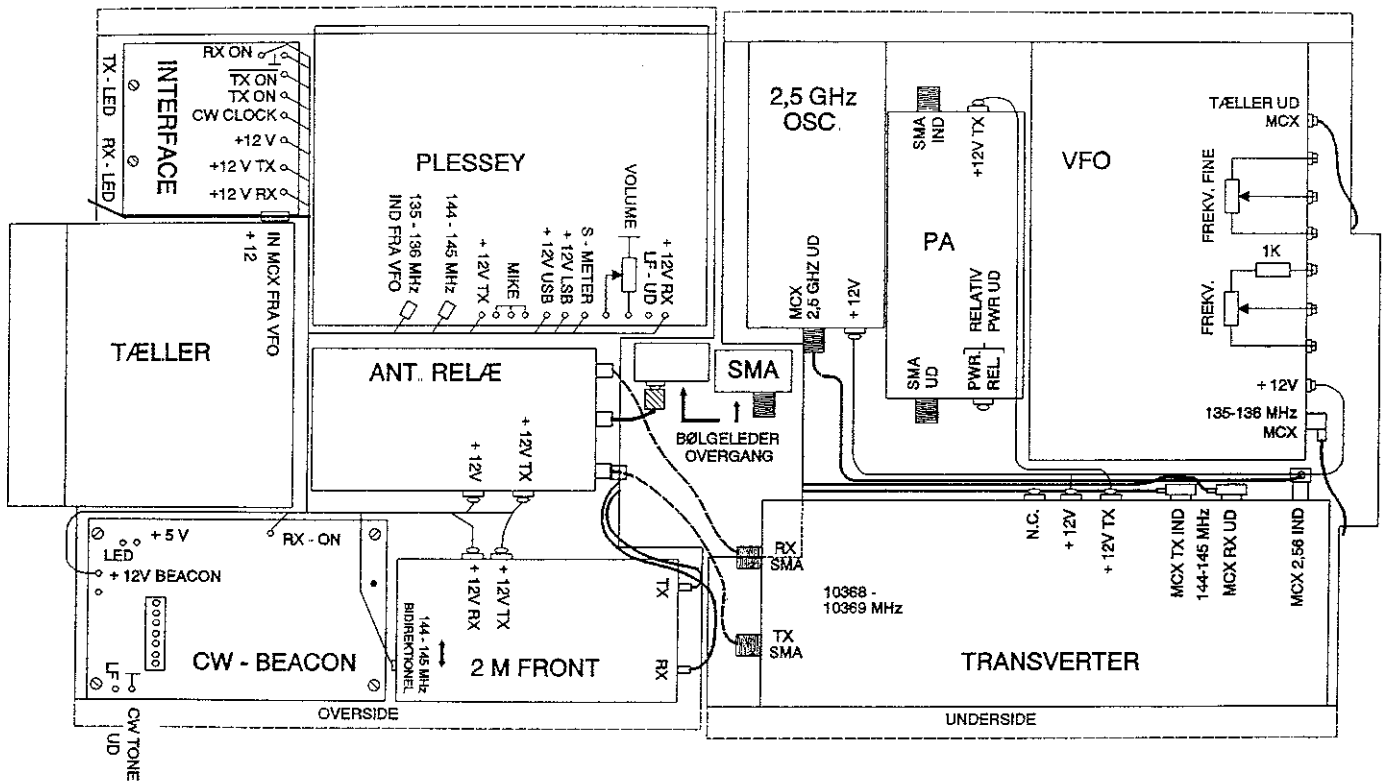 INTERFACE
TX - LED
RX - LED
RX ON
TX ON
TX ON
CW CLOCK
+12 V
+12 V TX
+12 V RX
PLESSEY
135 - 136 MHz
IND FRA VFO
144 - 145 MHz
+ 12V TX
MIKE
+ 12V USB
+ 12V LSB
S - METER
VOLUME
LF - UD
+ 12V RX
TÆLLER
IN MCX FRA VFO
+ 12
ANT. RELÆ
+ 12V
+ 12V TX
SMA
BØLGELEDER
OVERGANG
CW - BEACON
LED
+ 5 V
RX - ON
+ 12V BEACON
LF
CW TONE
UD
2 M FRONT
+ 12V RX
+ 12V TX
144 - 145 MHz
BIDIREKTIONEL
TX
RX
OVERSIDE
2,5 GHz
OSC.
MCX
2,5 GHZ UD
+ 12V
PA
SMA
IND
+12V TX
SMA
UD
PWR.
REL.
RELATIV
PWR UD
VFO
TÆLLER UD
MCX
FREKV. FINE
1K
FREKV.
+ 12V
135-136 MHz
MCX
TRANSVERTER
RX
SMA
TX
SMA
10368 -
10369 MHz
N.C.
+ 12V
+ 12V TX
MCX TX IND
144-145 MHz
MCX RX UD
MCX 2,56 IND
UNDERSIDE